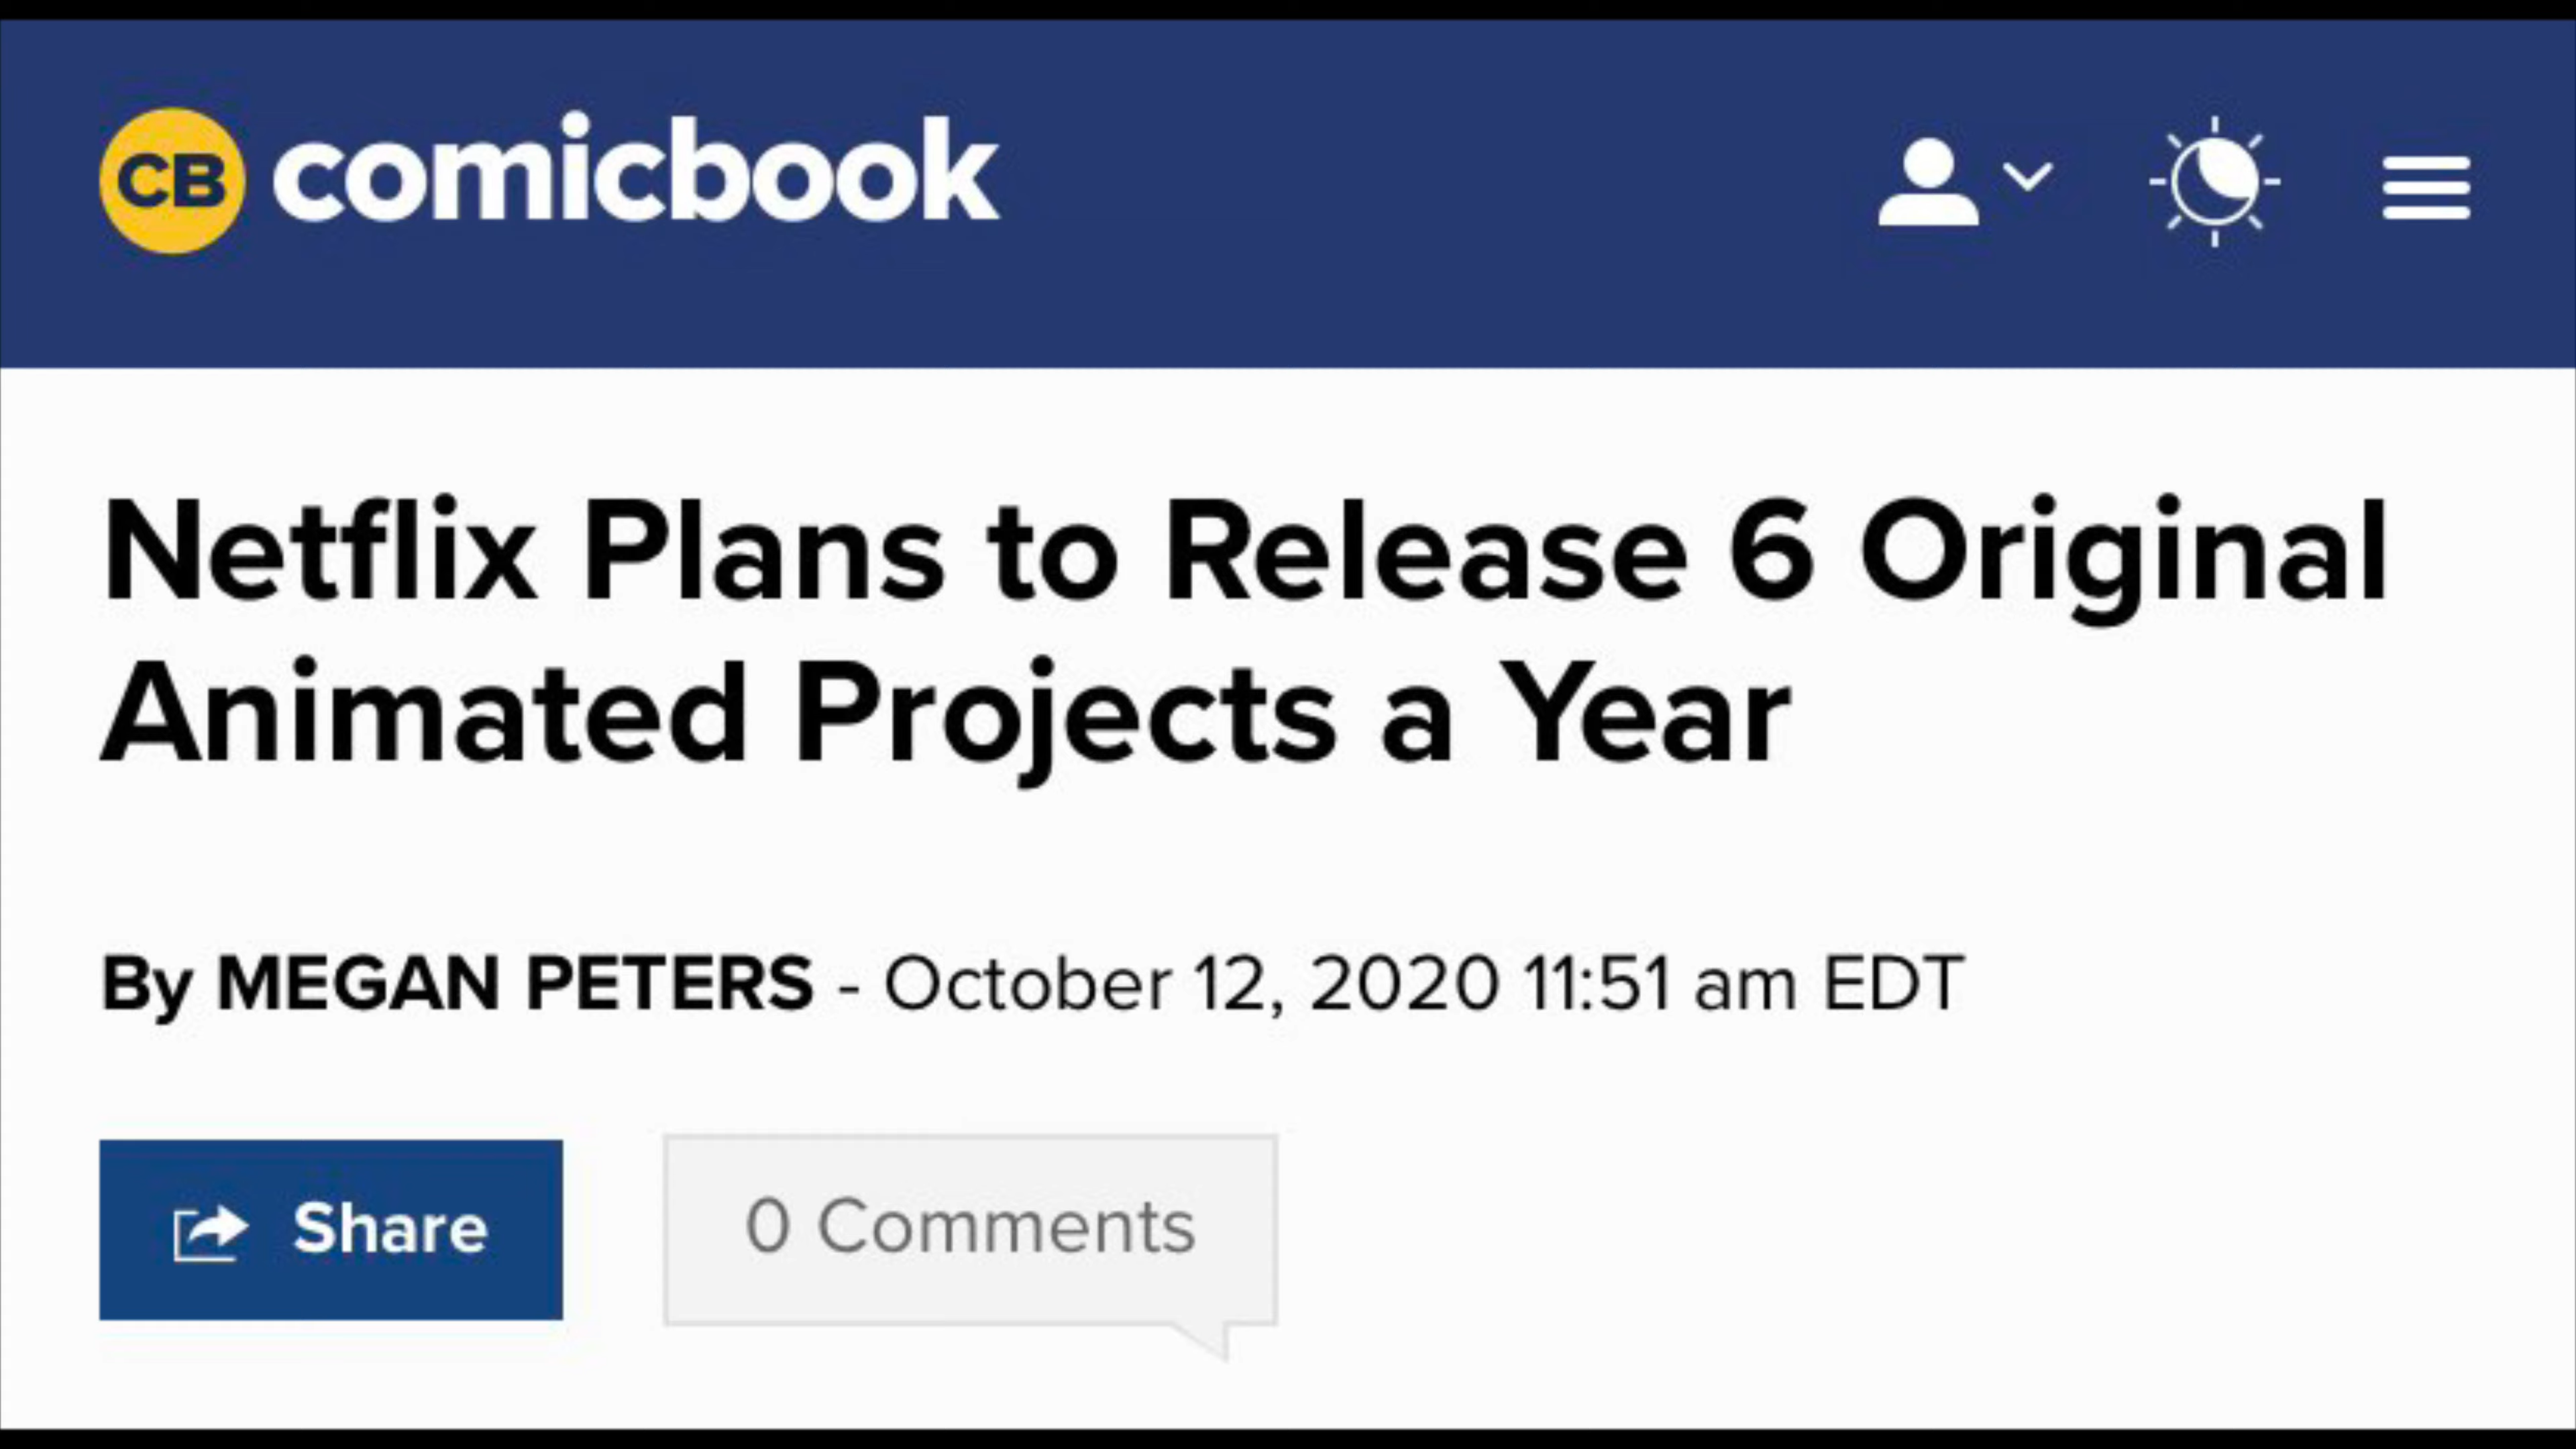 CB comicbook
Netflix Plans to Release 6 Original
Animated Projects a Year
By MEGAN PETERS - October 12, 2020 11:51 am EDT
Share
0 Comments